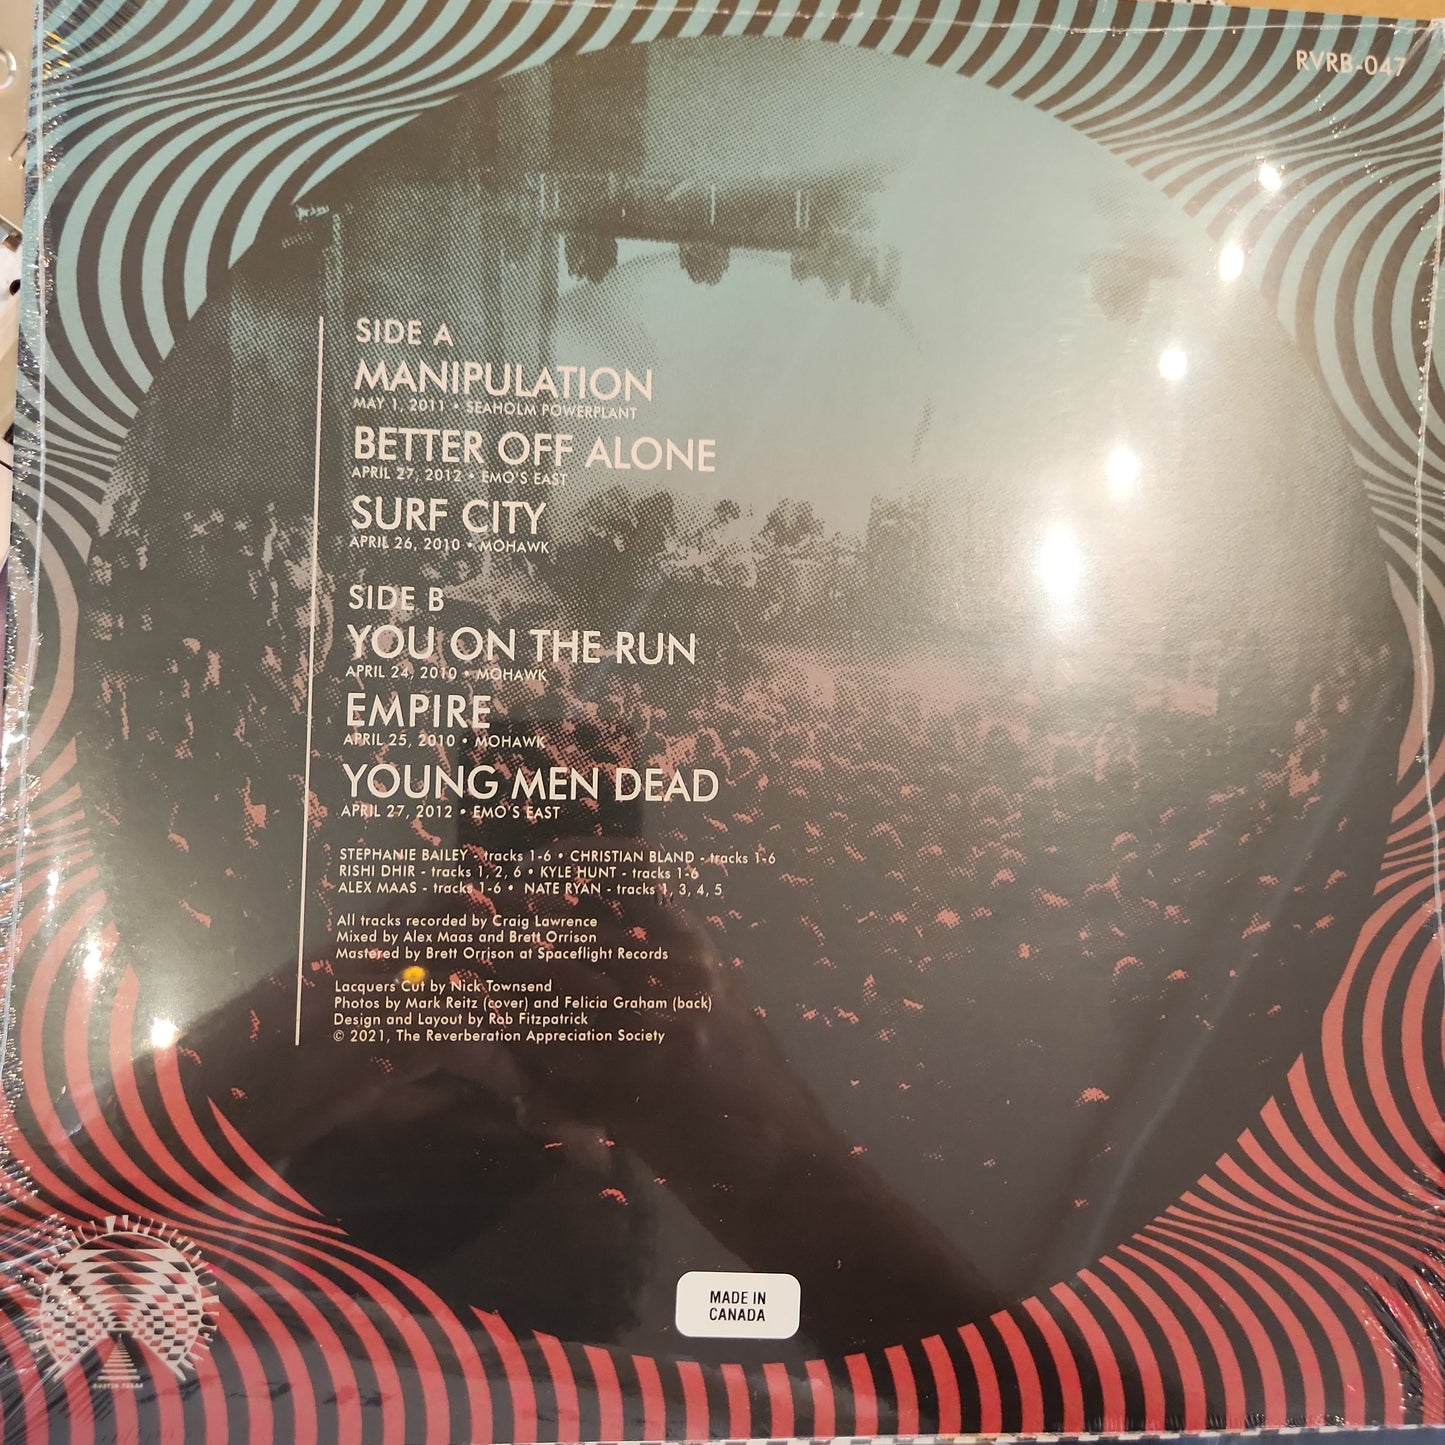 RVRB-047
SIDE A
MANIPULATION
MAY 1, 2011 • SEAHOLM POWERPLANT
BETTER OFF ALONE
APRIL 27, 2012 • EMO'S EAST
SURF CITY
APRIL 26, 2010 • MOHAWK
SIDE B
YOU ON THE RUN
APRIL 24, 2010 • MOHAWK
EMPIRE
APRIL 25, 2010 • MOHAWK
YOUNG MEN DEAD
APRIL 27, 2012 • EMO'S EAST
STEPHANIE BAILEY - tracks 1-6 • CHRISTIAN BLAND - tracks 1-6
RISHI DHIR - tracks 1, 2, 6 • KYLE HUNT - tracks 1-6
ALEX MAAS - tracks 1-6 • NATE RYAN - tracks 1, 3, 4, 5
All tracks recorded by Craig Lawrence
Mixed by Alex Maas and Brett Orrison
Mastered by Brett Orrison at Spaceflight Records
Lacquers Cut by Nick Townsend
Photos by Mark Reitz (cover) and Felicia Graham (back)
Design and Layout by Rob Fitzpatrick
© 2021, The Reverberation Appreciation Society
MADE IN
CANADA
AUSTIN TEXAS